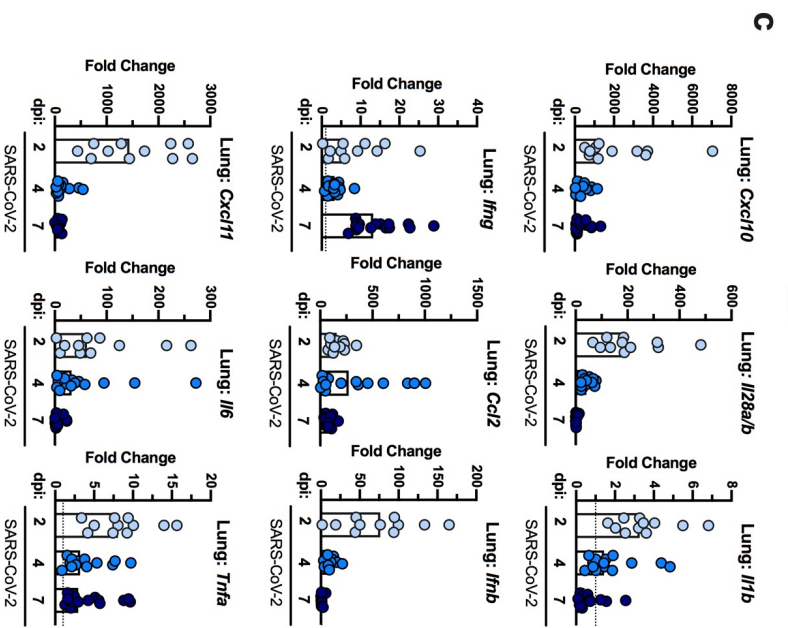 C
Lung: Cxcl10
Fold Change
8000
6000
4000
2000
0
dpi: 2 4 7
SARS-CoV-2
Lung: Il28a/b
Fold Change
600
400
200
0
dpi: 2 4 7
SARS-CoV-2
Lung: Il1b
Fold Change
8
6
4
2
0
dpi: 2 4 7
SARS-CoV-2
Lung: Ifng
Fold Change
40
30
20
10
0
dpi: 2 4 7
SARS-CoV-2
Lung: Ccl2
Fold Change
1500
1000
500
0
dpi: 2 4 7
SARS-CoV-2
Lung: Ifnb
Fold Change
200
150
100
50
0
dpi: 2 4 7
SARS-CoV-2
Lung: Cxcl11
Fold Change
3000
2000
1000
0
dpi: 2 4 7
SARS-CoV-2
Lung: Il6
Fold Change
300
200
100
0
dpi: 2 4 7
SARS-CoV-2
Lung: Tnfa
Fold Change
20
15
10
5
0
dpi: 2 4 7
SARS-CoV-2